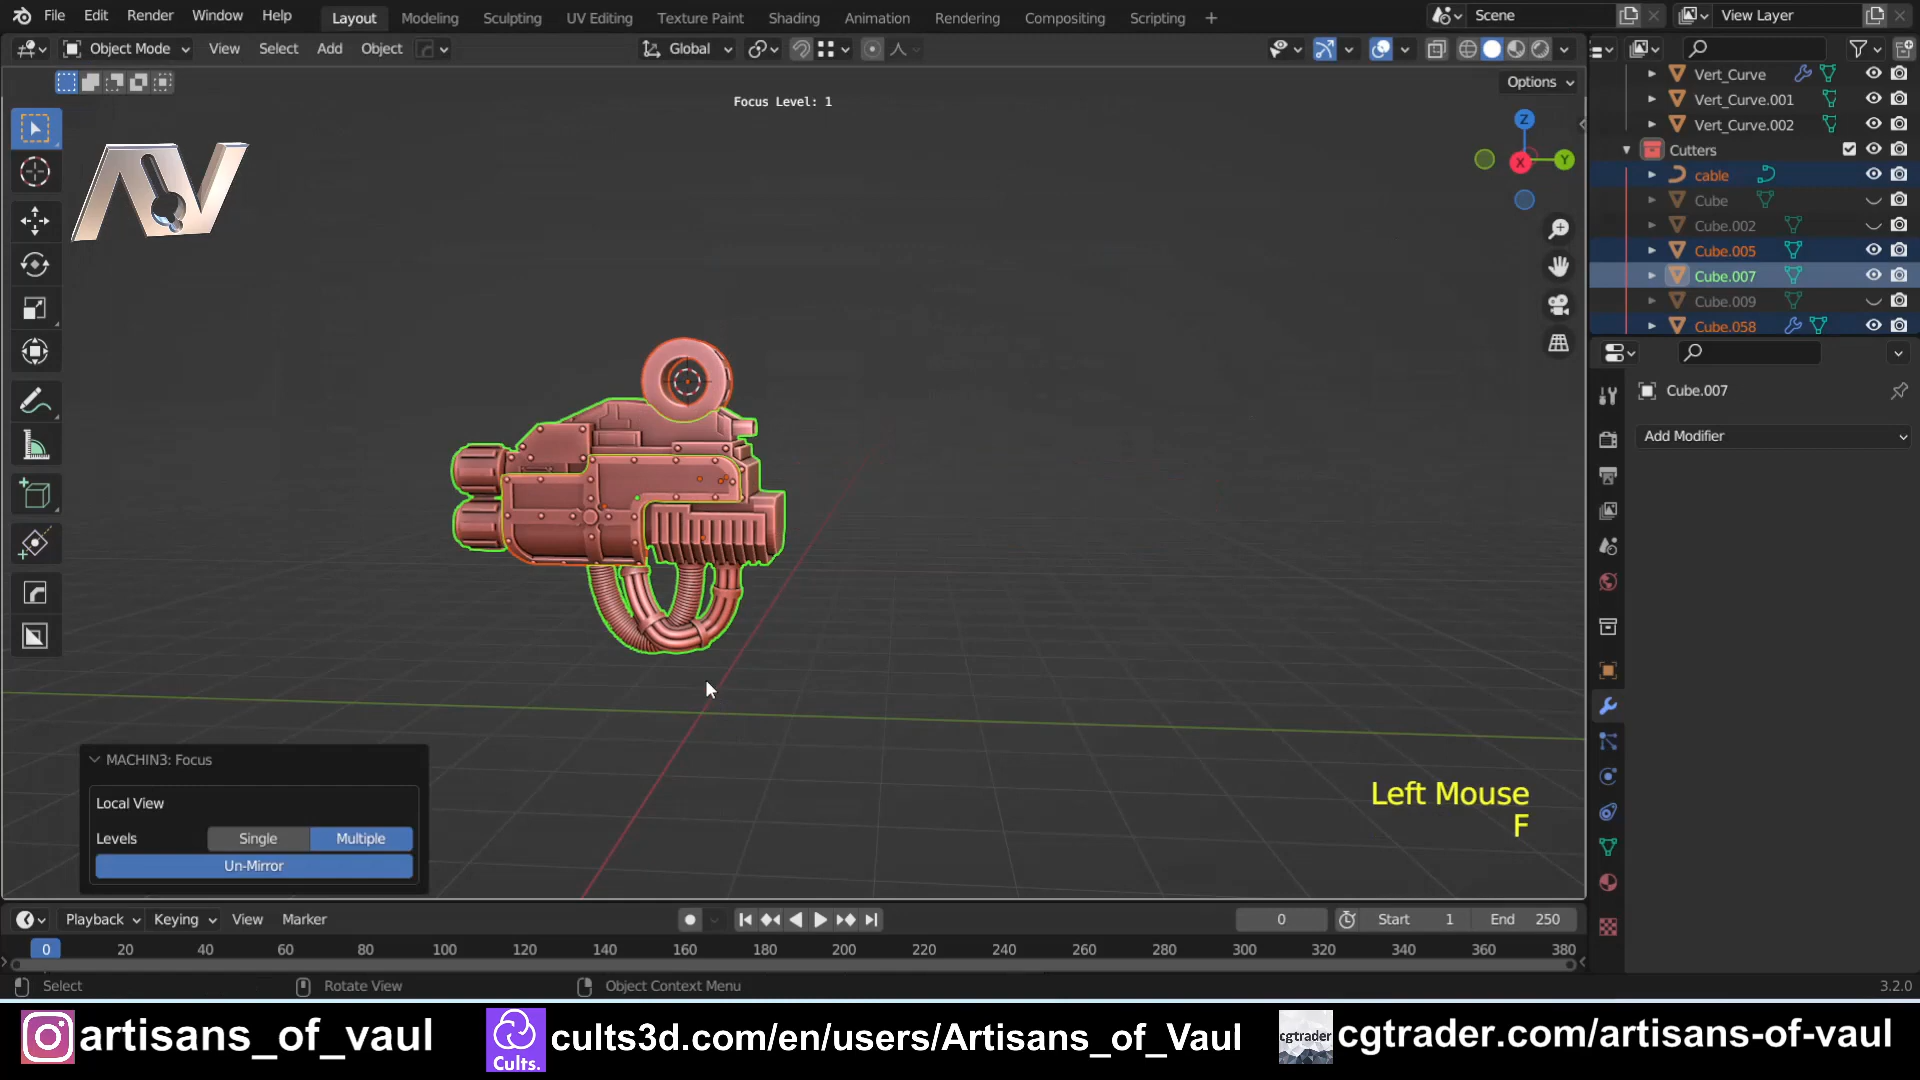 File Edit Render Window Help Layout Modeling Sculpting UV Editing Texture Paint Shading Animation Rendering Compositing Scripting Scene View Layer
Object Mode View Select Add Object Global
Options
Focus Level: 1
Z
X
Y
AV
Vert_Curve
Vert_Curve.001
Vert_Curve.002
Cutters
cable
Cube
Cube.002
Cube.005
Cube.007
Cube.009
Cube.058
Cube.007
Add Modifier
MACHIN3: Focus
Local View
Levels Single Multiple
Un-Mirror
Left Mouse
F
Playback Keying View Marker 0 Start 1 End 250
0 20 40 60 80 100 120 140 160 180 200 220 240 260 280 300 320 340 360 380
Select Rotate View Object Context Menu 3.2.0
artisans_of_vaul Cults. cults3d.com/en/users/Artisans_of_Vaul cgtrader cgtrader.com/artisans-of-vaul